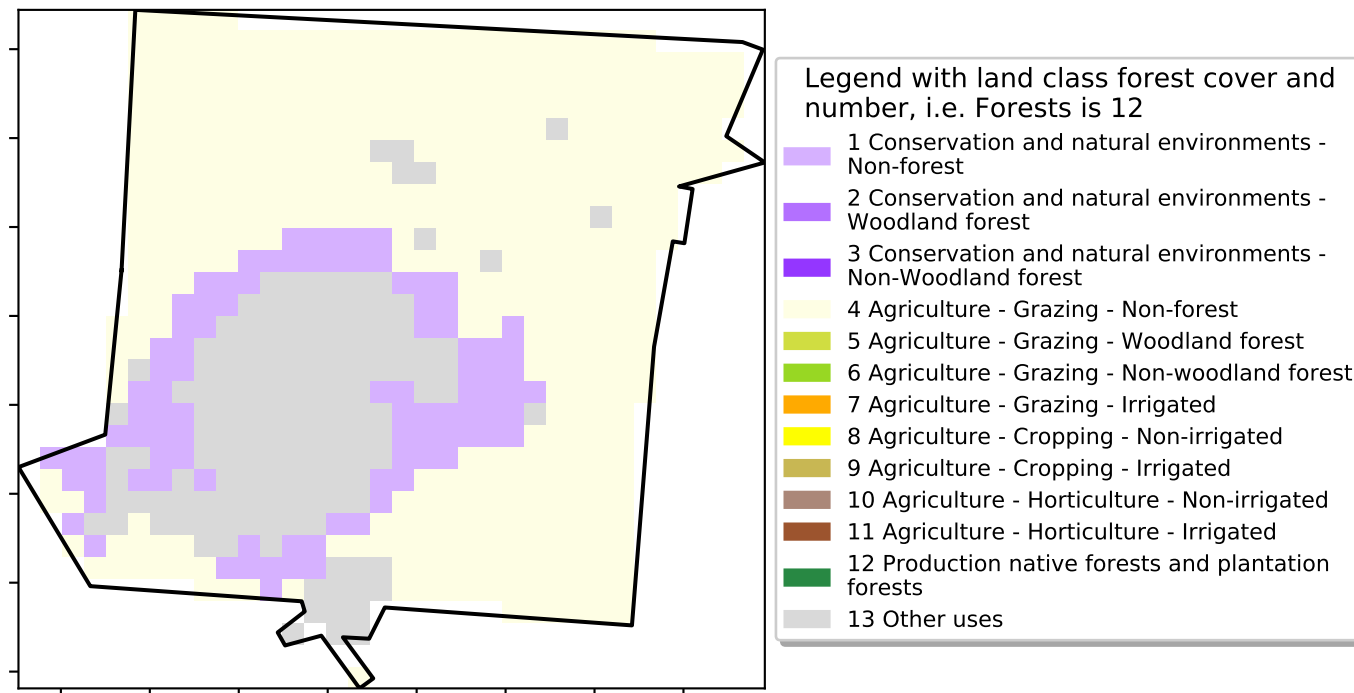 Legend with land class forest cover and
number, i.e. Forests is 12
1 Conservation and natural environments -
Non-forest
2 Conservation and natural environments -
Woodland forest
3 Conservation and natural environments -
Non-Woodland forest
4 Agriculture - Grazing - Non-forest
5 Agriculture - Grazing - Woodland forest
6 Agriculture - Grazing - Non-woodland forest
7 Agriculture - Grazing - Irrigated
8 Agriculture - Cropping - Non-irrigated
9 Agriculture - Cropping - Irrigated
10 Agriculture - Horticulture - Non-irrigated
11 Agriculture - Horticulture - Irrigated
12 Production native forests and plantation
forests
13 Other uses